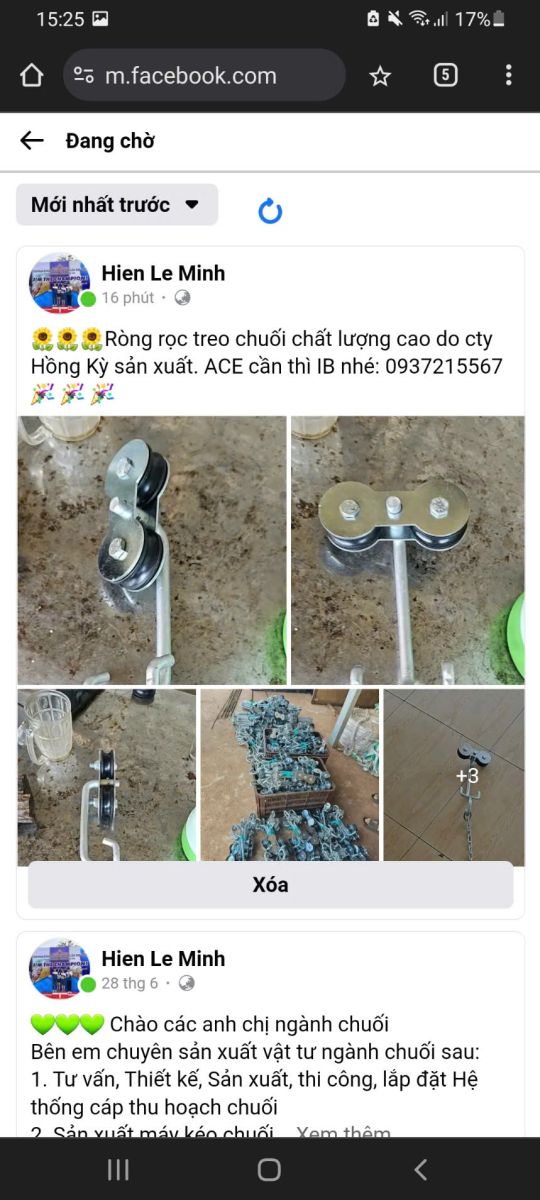 15:25 17%
m.facebook.com 5
Đang chờ
Mới nhất trước
Hien Le Minh
16 phút ·
🌻🌻🌻Ròng rọc treo chuối chất lượng cao do cty
Hồng Kỳ sản xuất. ACE cần thì IB nhé: 0937215567
🎉 🎉 🎉
+3
Xóa
Hien Le Minh
28 thg 6 ·
💚💚💚 Chào các anh chị ngành chuối
Bên em chuyên sản xuất vật tư ngành chuối sau:
1. Tư vấn, Thiết kế, Sản xuất, thi công, lắp đặt Hệ
thống cáp thu hoạch chuối
2. Sản xuất máy kéo chuối... Xem thêm